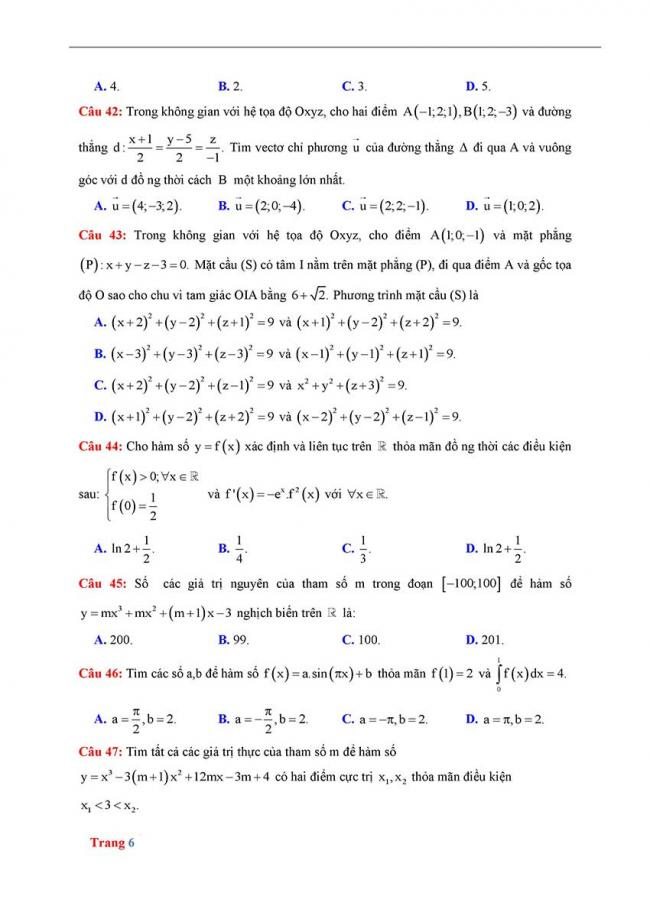 A. 4. B. 2. C. 3. D. 5.
Câu 42: Trong không gian với hệ tọa độ Oxyz, cho hai điểm A(−1;2;1), B(1;2;−3) và đường
thẳng d: (x+1)/2 = (y−5)/2 = z/(−1). Tìm vectơ chỉ phương u⃗ của đường thẳng Δ đi qua A và vuông
góc với d đồng thời cách B một khoảng lớn nhất.
A. u⃗ = (4;−3;2). B. u⃗ = (2;0;−4). C. u⃗ = (2;2;−1). D. u⃗ = (1;0;2).
Câu 43: Trong không gian với hệ tọa độ Oxyz, cho điểm A(1;0;−1) và mặt phẳng
(P): x + y − z − 3 = 0. Mặt cầu (S) có tâm I nằm trên mặt phẳng (P), đi qua điểm A và gốc tọa
độ O sao cho chu vi tam giác OIA bằng 6 + √2. Phương trình mặt cầu (S) là
A. (x+2)² + (y−2)² + (z+1)² = 9 và (x+1)² + (y−2)² + (z+2)² = 9.
B. (x−3)² + (y−3)² + (z−3)² = 9 và (x−1)² + (y−1)² + (z+1)² = 9.
C. (x+2)² + (y−2)² + (z−1)² = 9 và x² + y² + (z+3)² = 9.
D. (x+1)² + (y−2)² + (z+2)² = 9 và (x−2)² + (y−2)² + (z−1)² = 9.
Câu 44: Cho hàm số y = f(x) xác định và liên tục trên ℝ thỏa mãn đồng thời các điều kiện
sau: { f(x) > 0; ∀x ∈ ℝ
f(0) = 1/2 và f'(x) = −eˣ.f²(x) với ∀x ∈ ℝ.
A. ln2 + 1/2. B. 1/4. C. 1/3. D. ln2 + 1/2.
Câu 45: Số các giá trị nguyên của tham số m trong đoạn [−100;100] để hàm số
y = mx³ + mx² + (m+1)x − 3 nghịch biến trên ℝ là:
A. 200. B. 99. C. 100. D. 201.
Câu 46: Tìm các số a,b để hàm số f(x) = a.sin(πx) + b thỏa mãn f(1) = 2 và ∫₀¹ f(x)dx = 4.
A. a = π/2, b = 2. B. a = −π/2, b = 2. C. a = −π, b = 2. D. a = π, b = 2.
Câu 47: Tìm tất cả các giá trị thực của tham số m để hàm số
y = x³ − 3(m+1)x² + 12mx − 3m + 4 có hai điểm cực trị x₁, x₂ thỏa mãn điều kiện
x₁ < 3 < x₂.
Trang 6